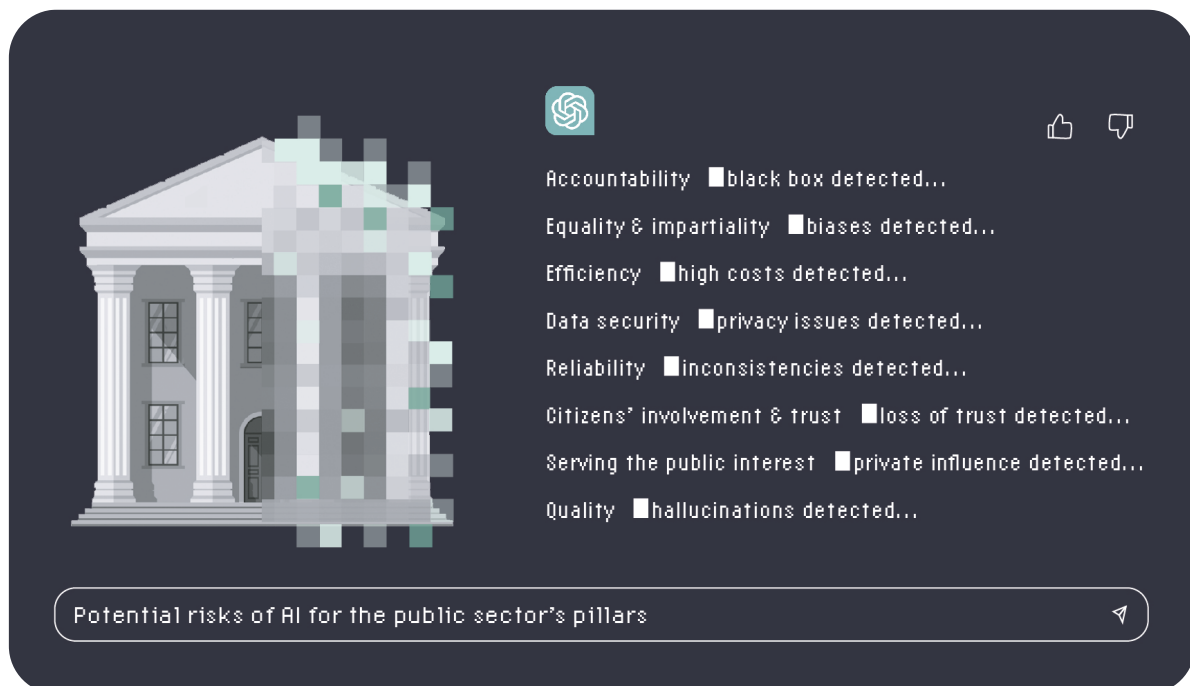 Accountability black box detected...
Equality & impartiality biases detected...
Efficiency high costs detected...
Data security privacy issues detected...
Reliability inconsistencies detected...
Citizens’ involvement & trust loss of trust detected...
Serving the public interest private influence detected...
Quality hallucinations detected...
Potential risks of AI for the public sector’s pillars